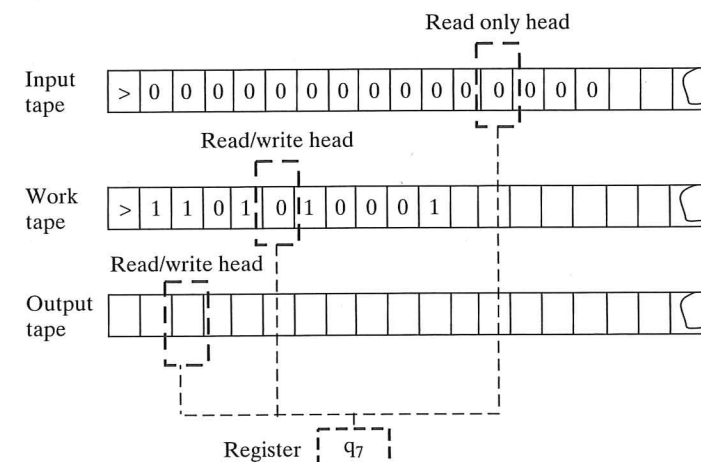 Read only head
Input tape
> 0 0 0 0 0 0 0 0 0 0 0 0 0 0 0
Read/write head
Work tape
> 1 1 0 1 0 1 0 0 0 1
Read/write head
Output tape
Register q7